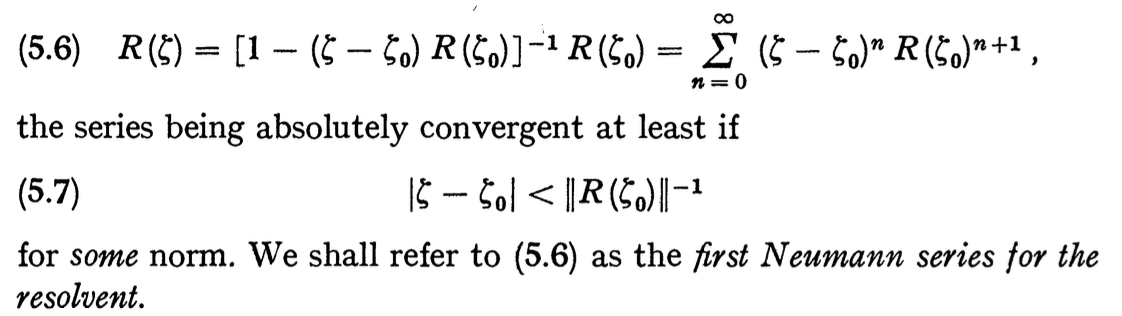 (5.6) R(ζ) = [1 − (ζ − ζ₀) R(ζ₀)]⁻¹ R(ζ₀) = ∑_{n=0}^{∞} (ζ − ζ₀)ⁿ R(ζ₀)ⁿ⁺¹ ,
the series being absolutely convergent at least if
(5.7) |ζ − ζ₀| < ‖R(ζ₀)‖⁻¹
for some norm. We shall refer to (5.6) as the first Neumann series for the
resolvent.